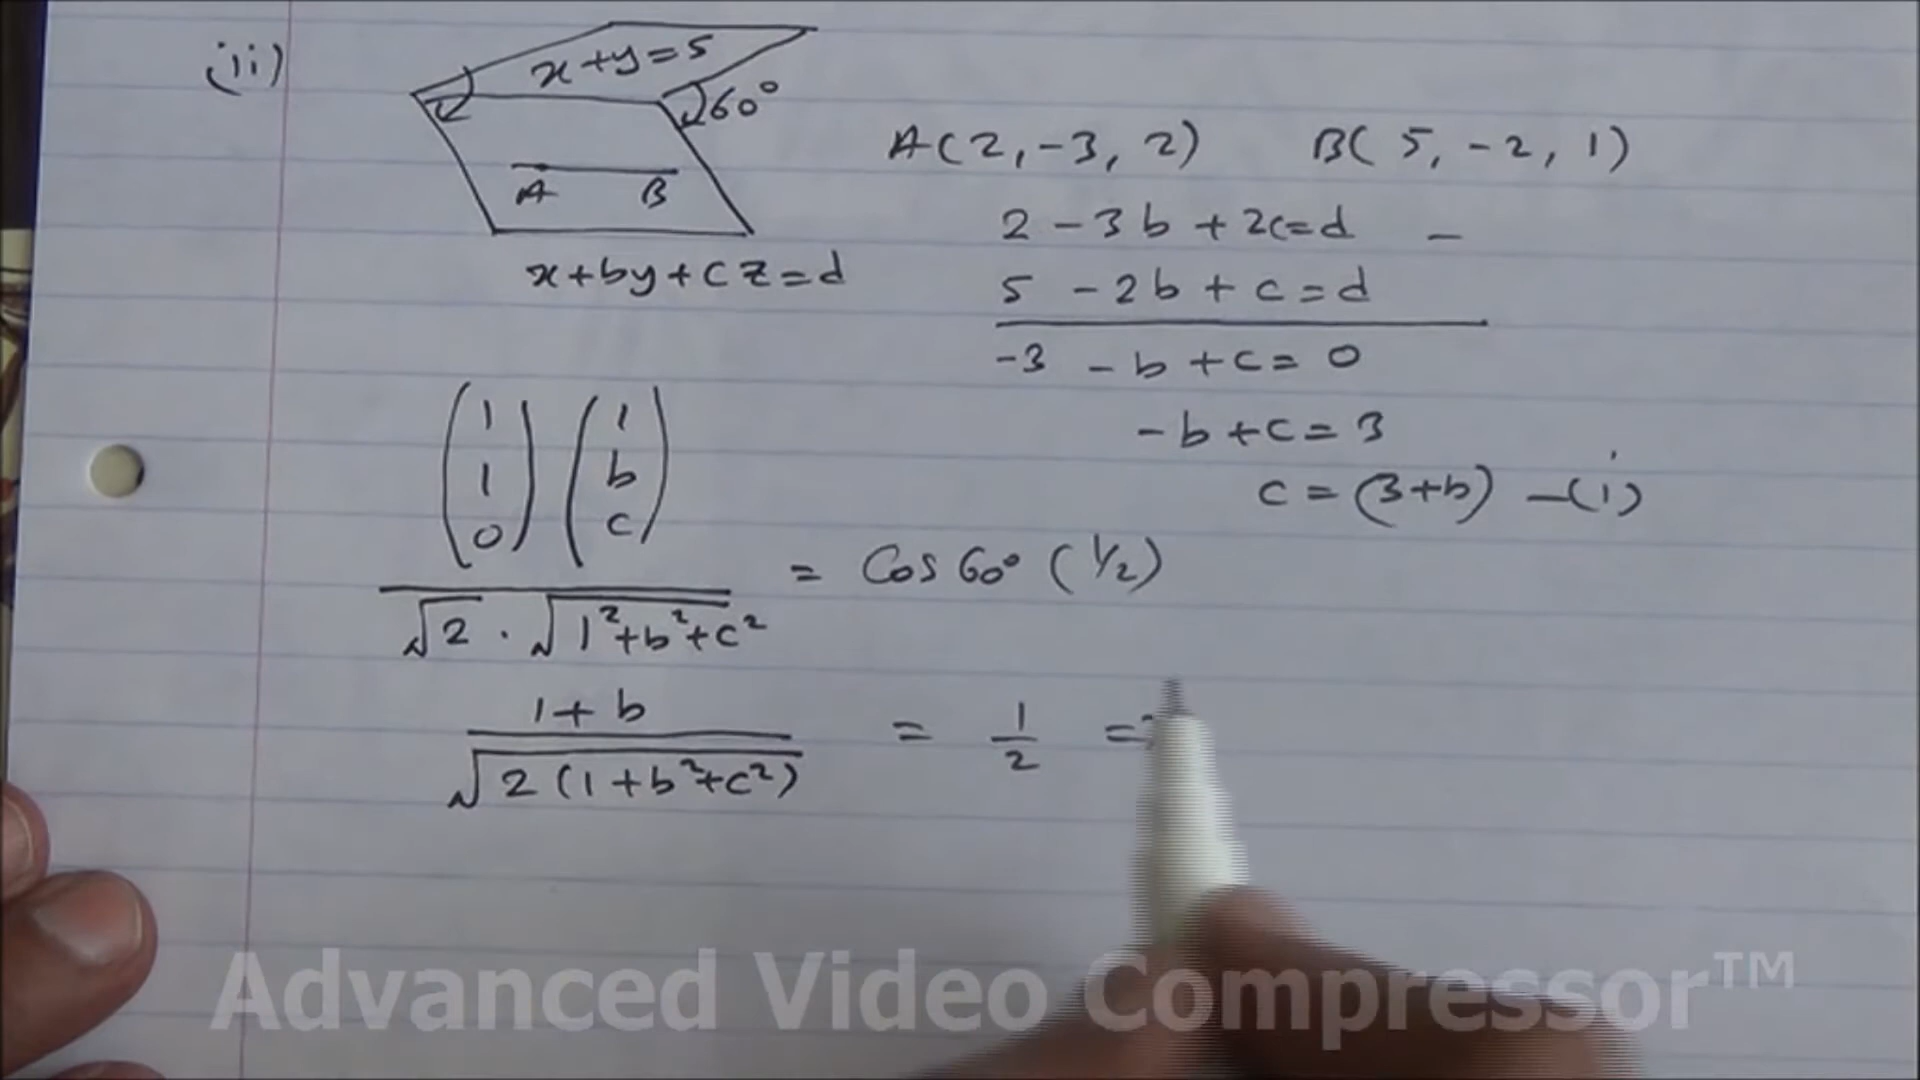 ii)
x+y=5
60°
A B
x+by+cz=d
A(2,-3, 2) B( 5, -2, 1)
2 - 3b + 2c=d -
5 - 2b + c = d
-3 - b + c = 0
- b + c = 3
c = (3+b) -(i)
(1 1 0) (1 b c)
√2 . √1²+b²+c² = Cos 60° (1/2)
1 + b
√2 (1+b²+c²) = 1/2 =>
Advanced Video Compressor™